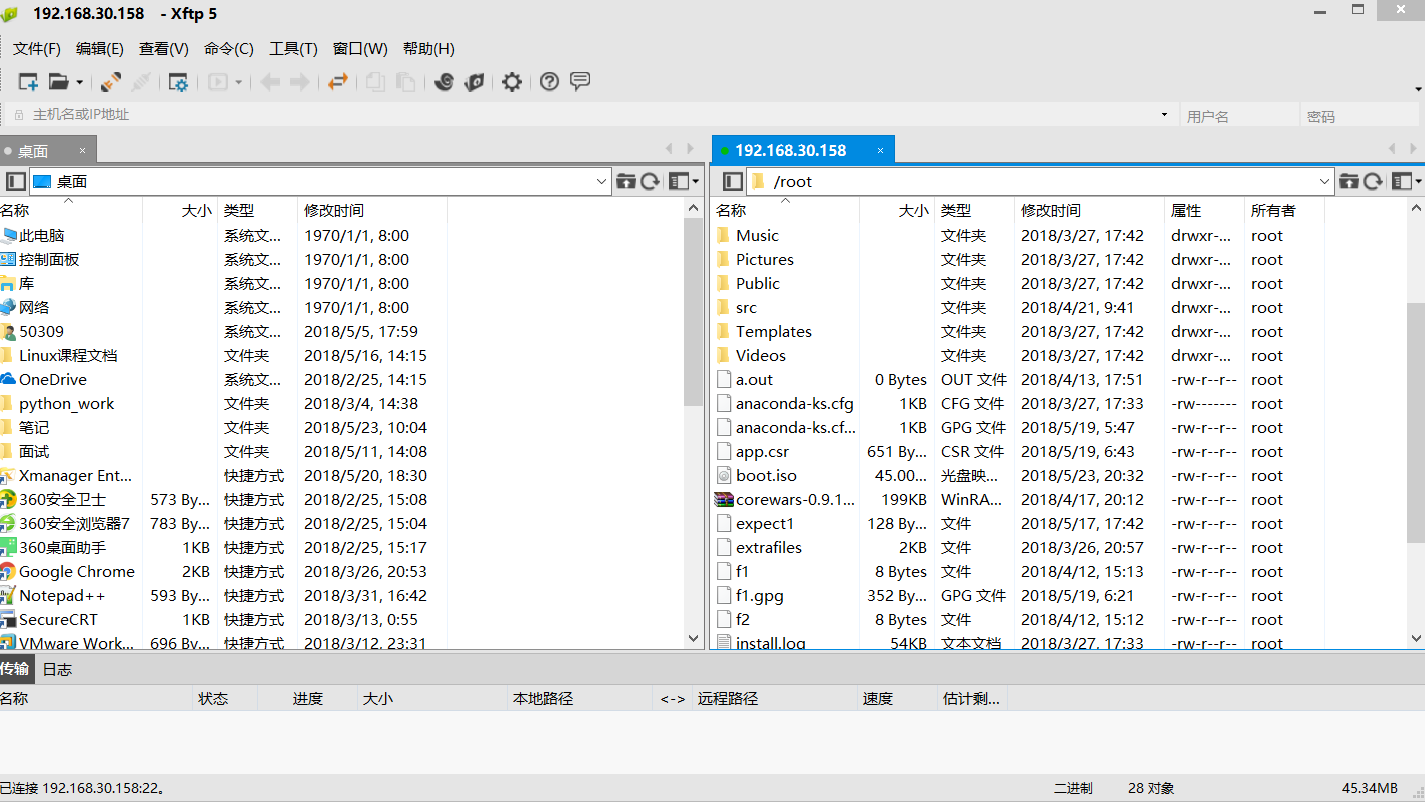 192.168.30.158 - Xftp 5
文件(F) 编辑(E) 查看(V) 命令(C) 工具(T) 窗口(W) 帮助(H)
主机名或IP地址 用户名 密码
桌面 ×
桌面
名称 大小 类型 修改时间
此电脑 系统文... 1970/1/1, 8:00
控制面板 系统文... 1970/1/1, 8:00
库 系统文... 1970/1/1, 8:00
网络 系统文... 1970/1/1, 8:00
50309 系统文... 2018/5/5, 17:59
Linux课程文档 文件夹 2018/5/16, 14:15
OneDrive 系统文... 2018/2/25, 14:15
python_work 文件夹 2018/3/4, 14:38
笔记 文件夹 2018/5/23, 10:04
面试 文件夹 2018/5/11, 14:08
Xmanager Ent... 快捷方式 2018/5/20, 18:30
360安全卫士 573 By... 快捷方式 2018/2/25, 15:08
360安全浏览器7 783 By... 快捷方式 2018/2/25, 15:04
360桌面助手 1KB 快捷方式 2018/2/25, 15:17
Google Chrome 2KB 快捷方式 2018/3/26, 20:53
Notepad++ 593 By... 快捷方式 2018/3/31, 16:42
SecureCRT 1KB 快捷方式 2018/3/13, 0:55
VMware Work... 696 By... 快捷方式 2018/3/12, 23:31
192.168.30.158 ×
/root
名称 大小 类型 修改时间 属性 所有者
Music 文件夹 2018/3/27, 17:42 drwxr-... root
Pictures 文件夹 2018/3/27, 17:42 drwxr-... root
Public 文件夹 2018/3/27, 17:42 drwxr-... root
src 文件夹 2018/4/21, 9:41 drwxr-... root
Templates 文件夹 2018/3/27, 17:42 drwxr-... root
Videos 文件夹 2018/3/27, 17:42 drwxr-... root
a.out 0 Bytes OUT 文件 2018/4/13, 17:51 -rw-r--r-- root
anaconda-ks.cfg 1KB CFG 文件 2018/3/27, 17:33 -rw------- root
anaconda-ks.cf... 1KB GPG 文件 2018/5/19, 5:47 -rw-r--r-- root
app.csr 651 By... CSR 文件 2018/5/19, 6:43 -rw-r--r-- root
boot.iso 45.00... 光盘映... 2018/5/23, 20:32 -rw-r--r-- root
corewars-0.9.1... 199KB WinRA... 2018/4/17, 20:12 -rw-r--r-- root
expect1 128 By... 文件 2018/5/17, 17:42 -rw-r--r-- root
extrafiles 2KB 文件 2018/3/26, 20:57 -rw-r--r-- root
f1 8 Bytes 文件 2018/4/12, 15:13 -rw-r--r-- root
f1.gpg 352 By... GPG 文件 2018/5/19, 6:21 -rw-r--r-- root
f2 8 Bytes 文件 2018/4/12, 15:12 -rw-r--r-- root
install.log 54KB 文本文档 2018/3/27, 17:33 -rw-r--r-- root
传输 日志
名称 状态 进度 大小 本地路径 <-> 远程路径 速度 估计剩...
已连接 192.168.30.158:22。 二进制 28 对象 45.34MB